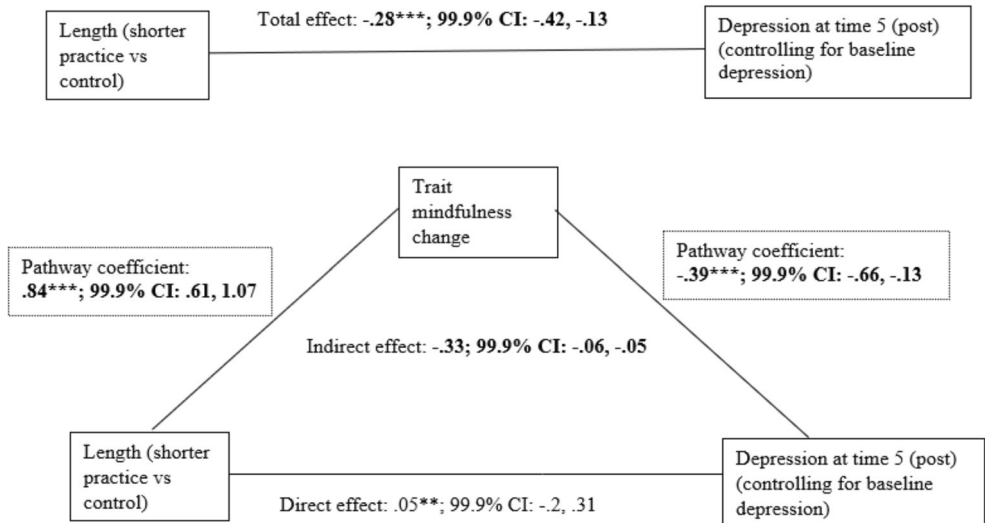 Total effect: -.28***; 99.9% CI: -.42, -.13
Length (shorter
practice vs
control)
Depression at time 5 (post)
(controlling for baseline
depression)
Trait
mindfulness
change
Pathway coefficient:
.84***; 99.9% CI: .61, 1.07
Pathway coefficient:
-.39***; 99.9% CI: -.66, -.13
Indirect effect: -.33; 99.9% CI: -.06, -.05
Length (shorter
practice vs
control)
Depression at time 5 (post)
(controlling for baseline
depression)
Direct effect: .05**; 99.9% CI: -.2, .31